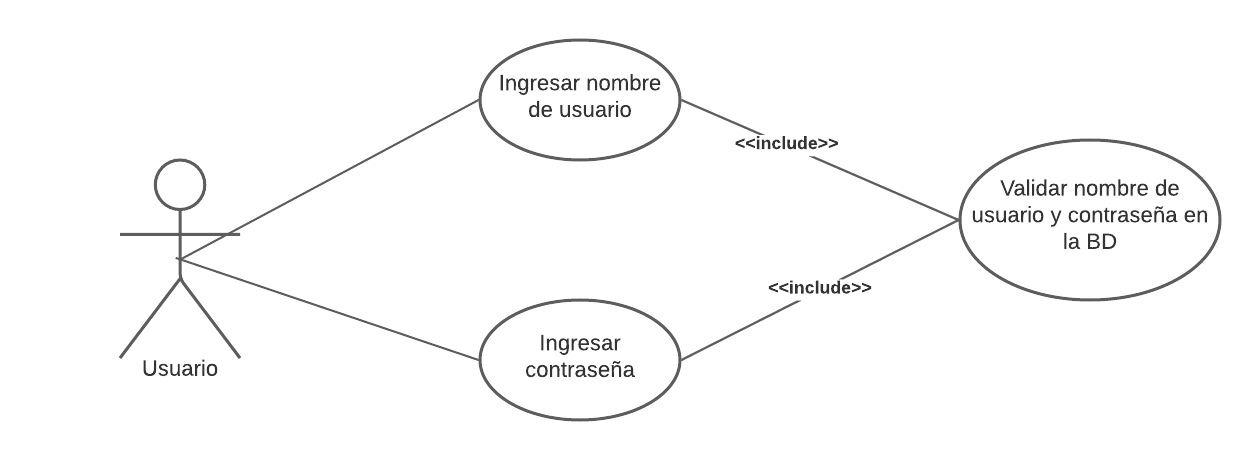 Ingresar nombre
de usuario
<<include>>
Validar nombre de
usuario y contraseña en
la BD
<<include>>
Ingresar
contraseña
Usuario